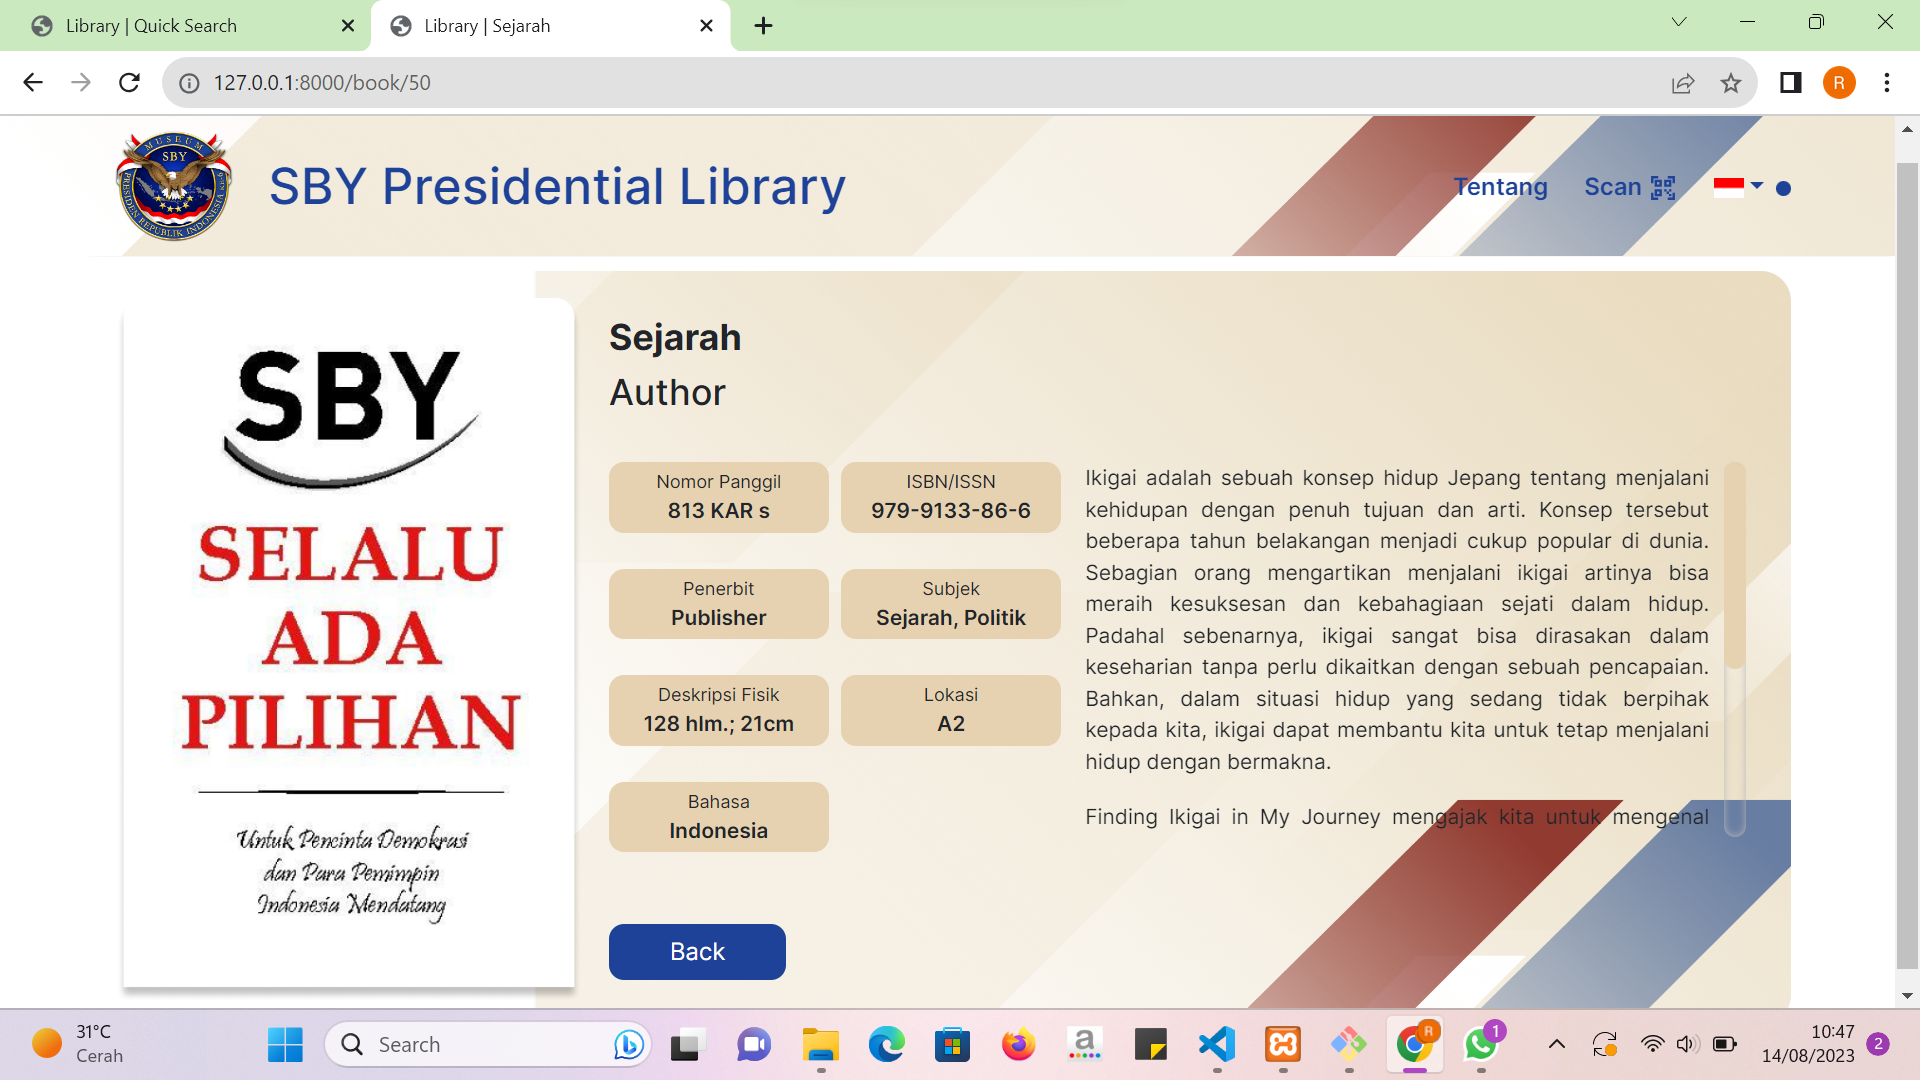 Library | Quick Search
Library | Sejarah
127.0.0.1:8000/book/50
R
MUSEUM
SBY
PRESIDEN REPUBLIK INDONESIA KE-6
SBY Presidential Library
Tentang
Scan
SBY
SELALU
ADA
PILIHAN
Untuk Pencinta Demokrasi
dan Para Pemimpin
Indonesia Mendatang
Sejarah
Author
Nomor Panggil
813 KAR s
ISBN/ISSN
979-9133-86-6
Penerbit
Publisher
Subjek
Sejarah, Politik
Deskripsi Fisik
128 hlm.; 21cm
Lokasi
A2
Bahasa
Indonesia
Ikigai adalah sebuah konsep hidup Jepang tentang menjalani
kehidupan dengan penuh tujuan dan arti. Konsep tersebut
beberapa tahun belakangan menjadi cukup popular di dunia.
Sebagian orang mengartikan menjalani ikigai artinya bisa
meraih kesuksesan dan kebahagiaan sejati dalam hidup.
Padahal sebenarnya, ikigai sangat bisa dirasakan dalam
keseharian tanpa perlu dikaitkan dengan sebuah pencapaian.
Bahkan, dalam situasi hidup yang sedang tidak berpihak
kepada kita, ikigai dapat membantu kita untuk tetap menjalani
hidup dengan bermakna.
Finding Ikigai in My Journey mengajak kita untuk mengenal
Back
31°C
Cerah
Search
a
R
1
10:47
14/08/2023
2